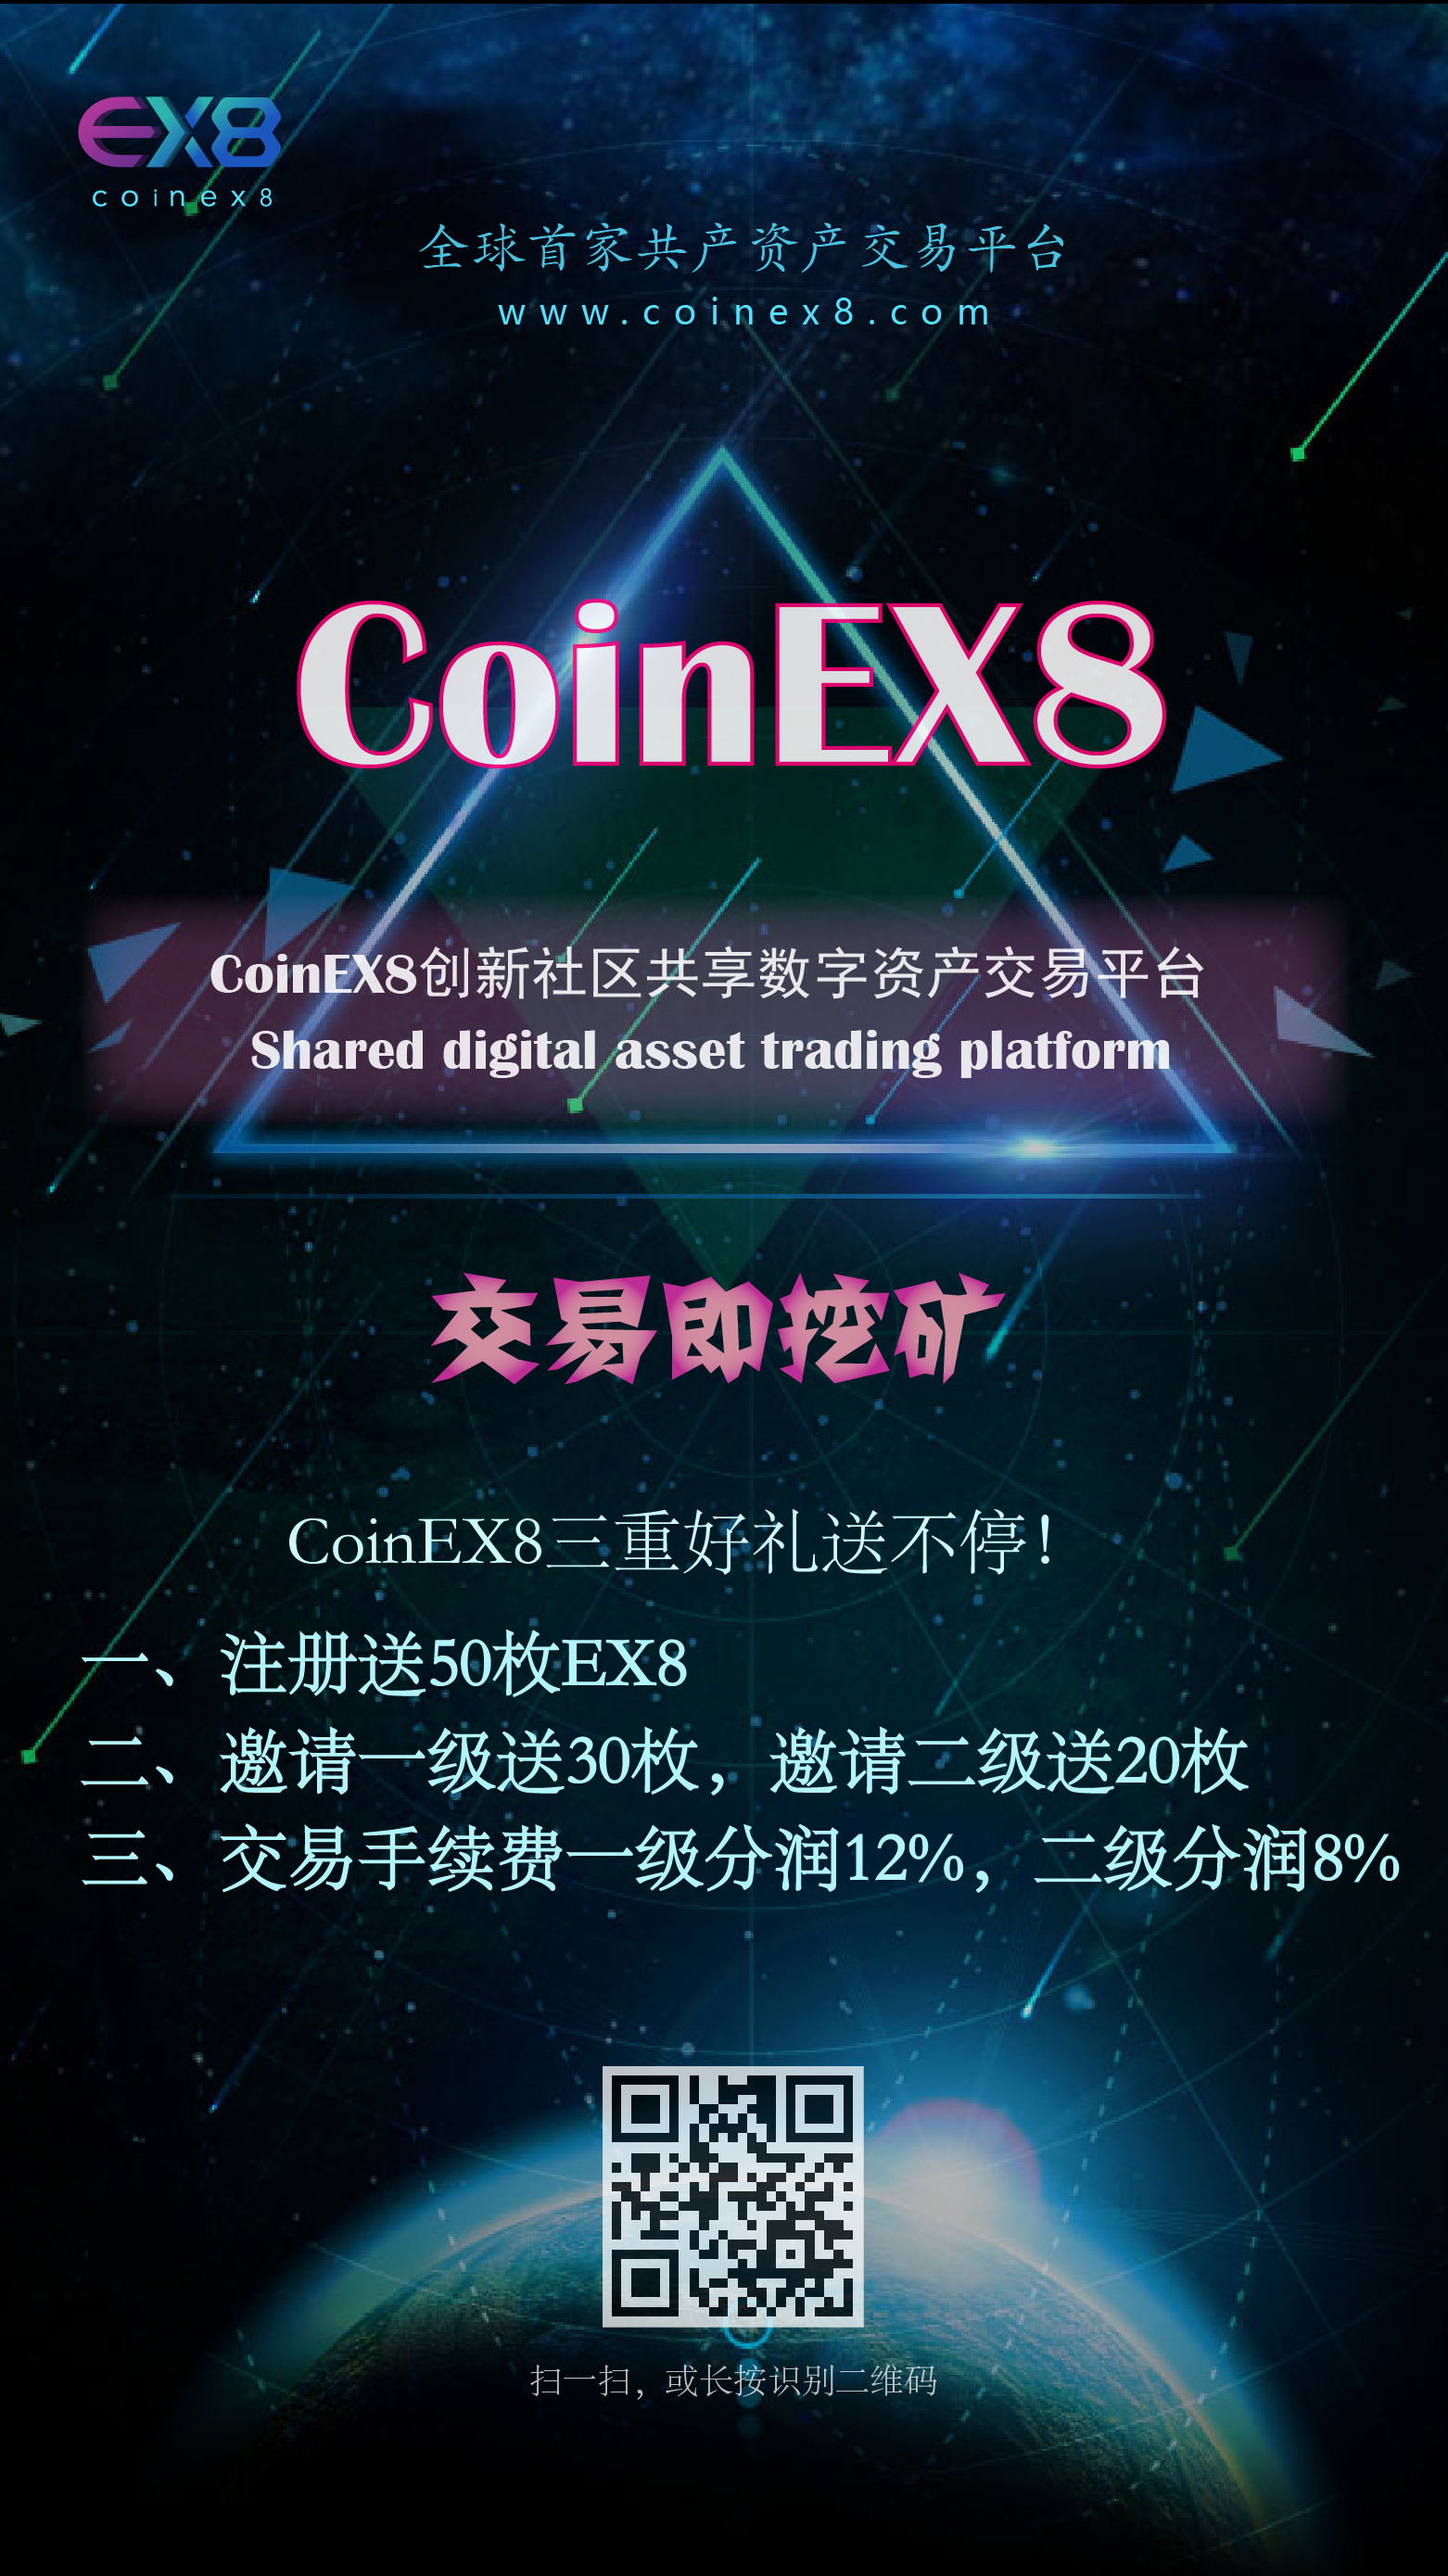 EX8
coinex8
全球首家共产资产交易平台
www.coinex8.com
CoinEX8
CoinEX8创新社区共享数字资产交易平台
Shared digital asset trading platform
交易即挖矿
CoinEX8三重好礼送不停！
一、注册送50枚EX8
二、邀请一级送30枚，邀请二级送20枚
三、交易手续费一级分润12%，二级分润8%
扫一扫，或长按识别二维码